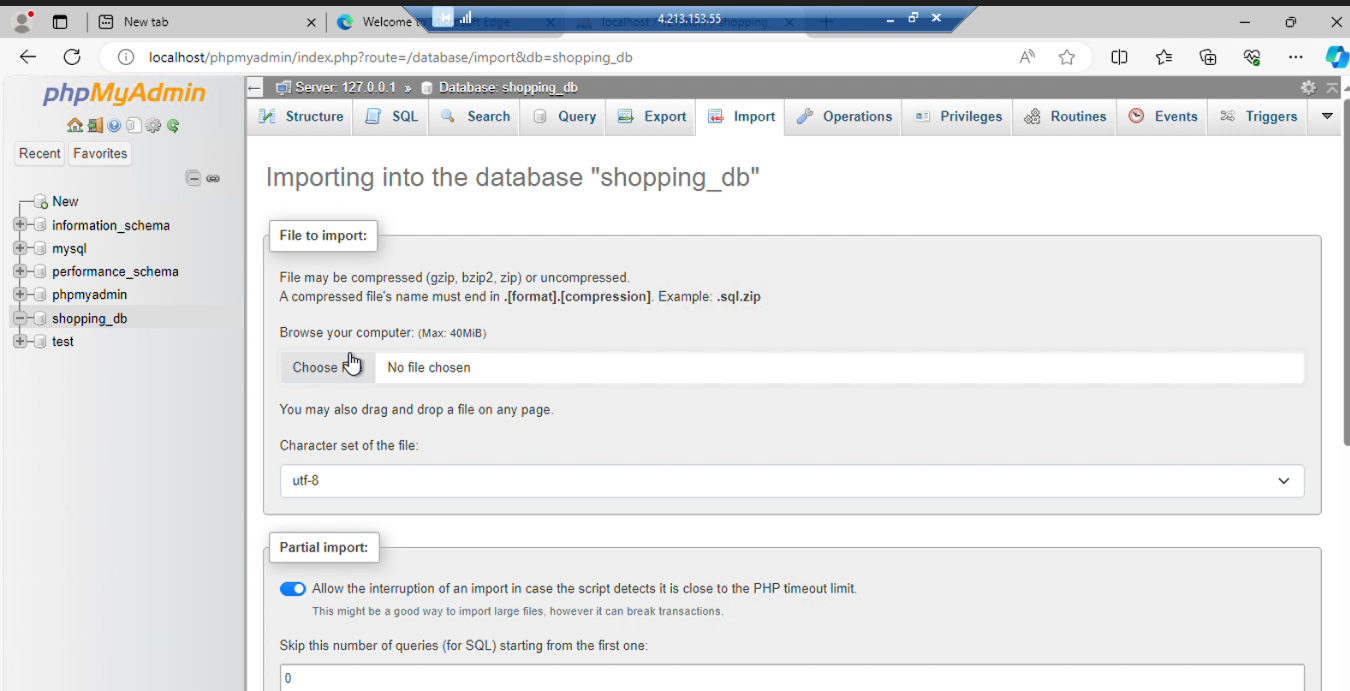 New tab
Welcome to Microsoft Edge
localhost / shopping
4.213.153.55
localhost/phpmyadmin/index.php?route=/database/import&db=shopping_db
phpMyAdmin
Recent Favorites
New
information_schema
mysql
performance_schema
phpmyadmin
shopping_db
test
Server: 127.0.0.1 » Database: shopping_db
Structure SQL Search Query Export Import Operations Privileges Routines Events Triggers
Importing into the database "shopping_db"
File to import:
File may be compressed (gzip, bzip2, zip) or uncompressed.
A compressed file's name must end in .[format].[compression]. Example: .sql.zip
Browse your computer: (Max: 40MiB)
Choose No file chosen
You may also drag and drop a file on any page.
Character set of the file:
utf-8
Partial import:
Allow the interruption of an import in case the script detects it is close to the PHP timeout limit.
This might be a good way to import large files, however it can break transactions.
Skip this number of queries (for SQL) starting from the first one:
0